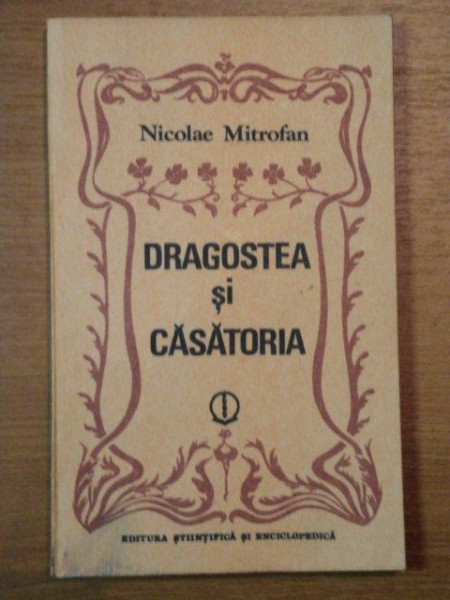 Nicolae Mitrofan
DRAGOSTEA
și
CĂSĂTORIA
EDITURA ȘTIINȚIFICĂ ȘI ENCICLOPEDICĂ